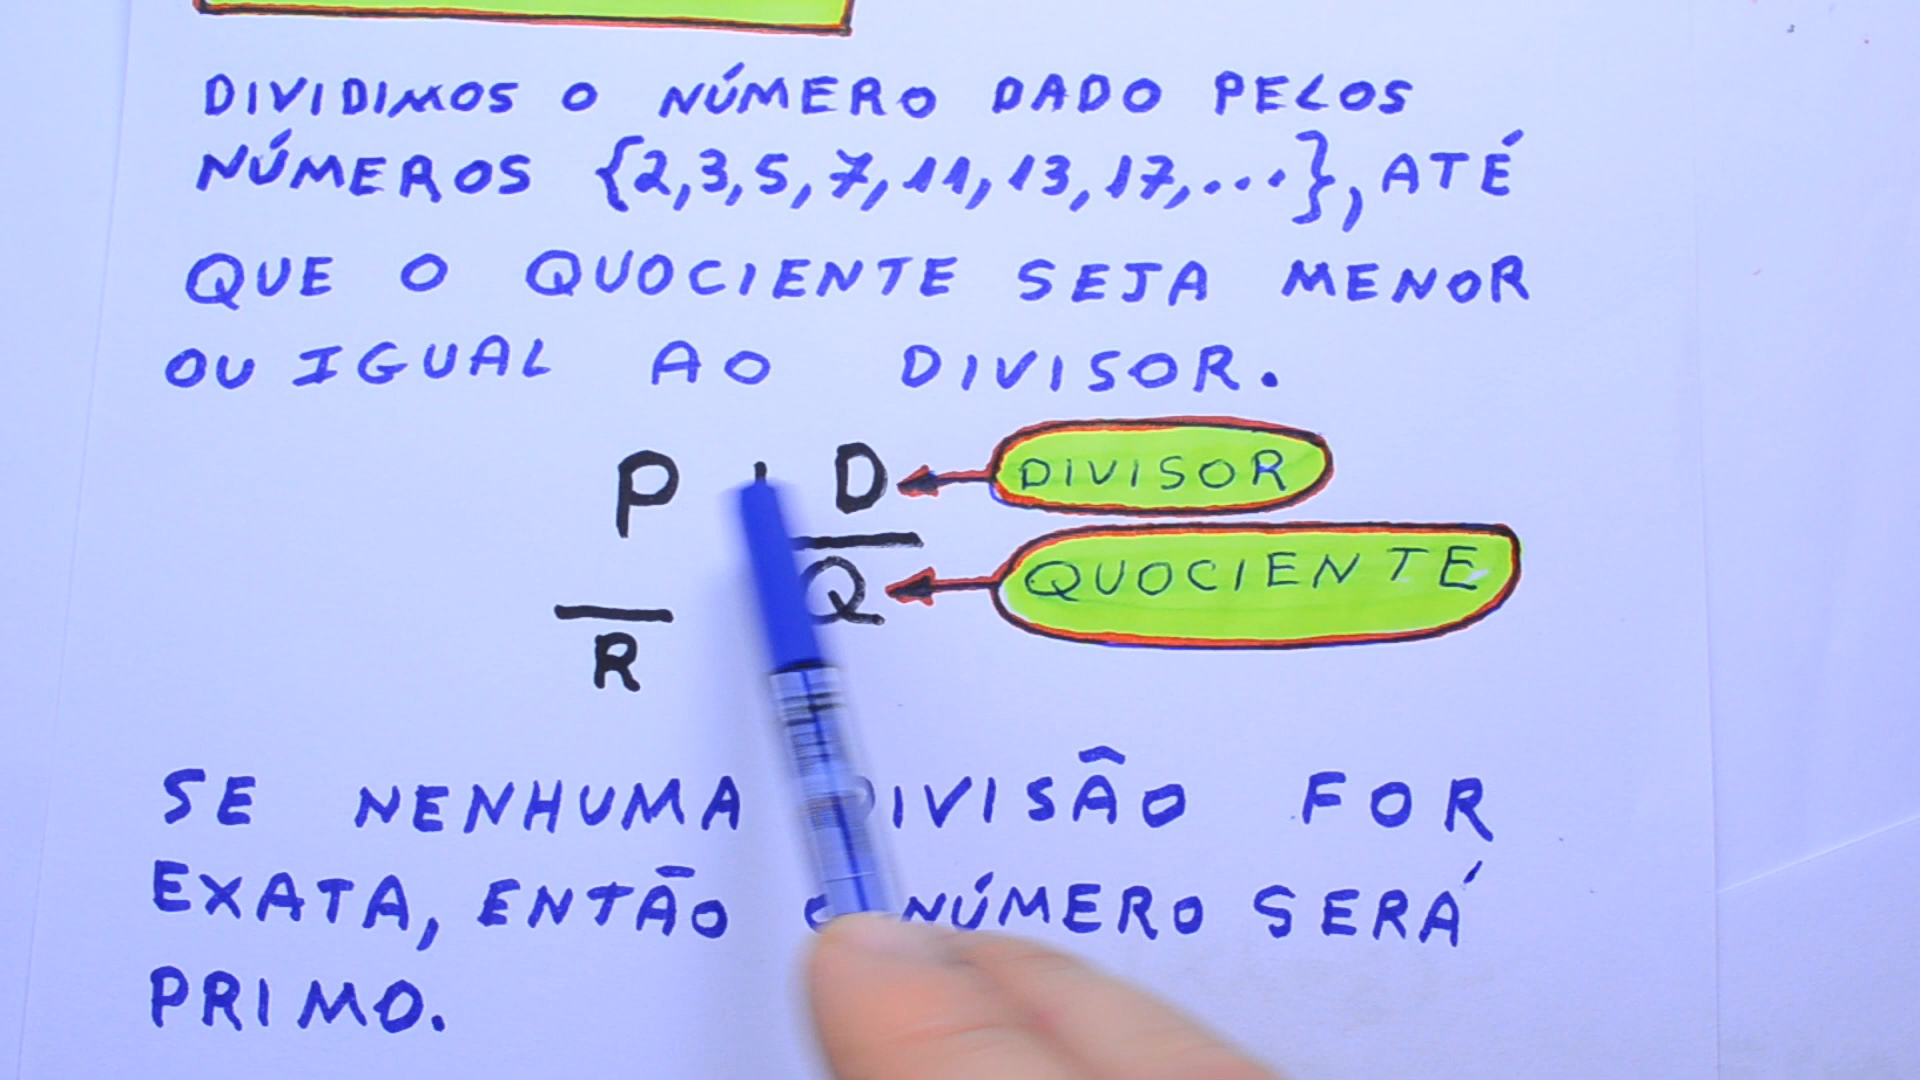 DIVIDIMOS O NÚMERO DADO PELOS
NÚMEROS {2,3,5,7,11,13,17,...}, ATÉ
QUE O QUOCIENTE SEJA MENOR
OU IGUAL AO DIVISOR.
P D DIVISOR
Q QUOCIENTE
R
SE NENHUMA DIVISÃO FOR
EXATA, ENTÃO O NÚMERO SERÁ
PRIMO.